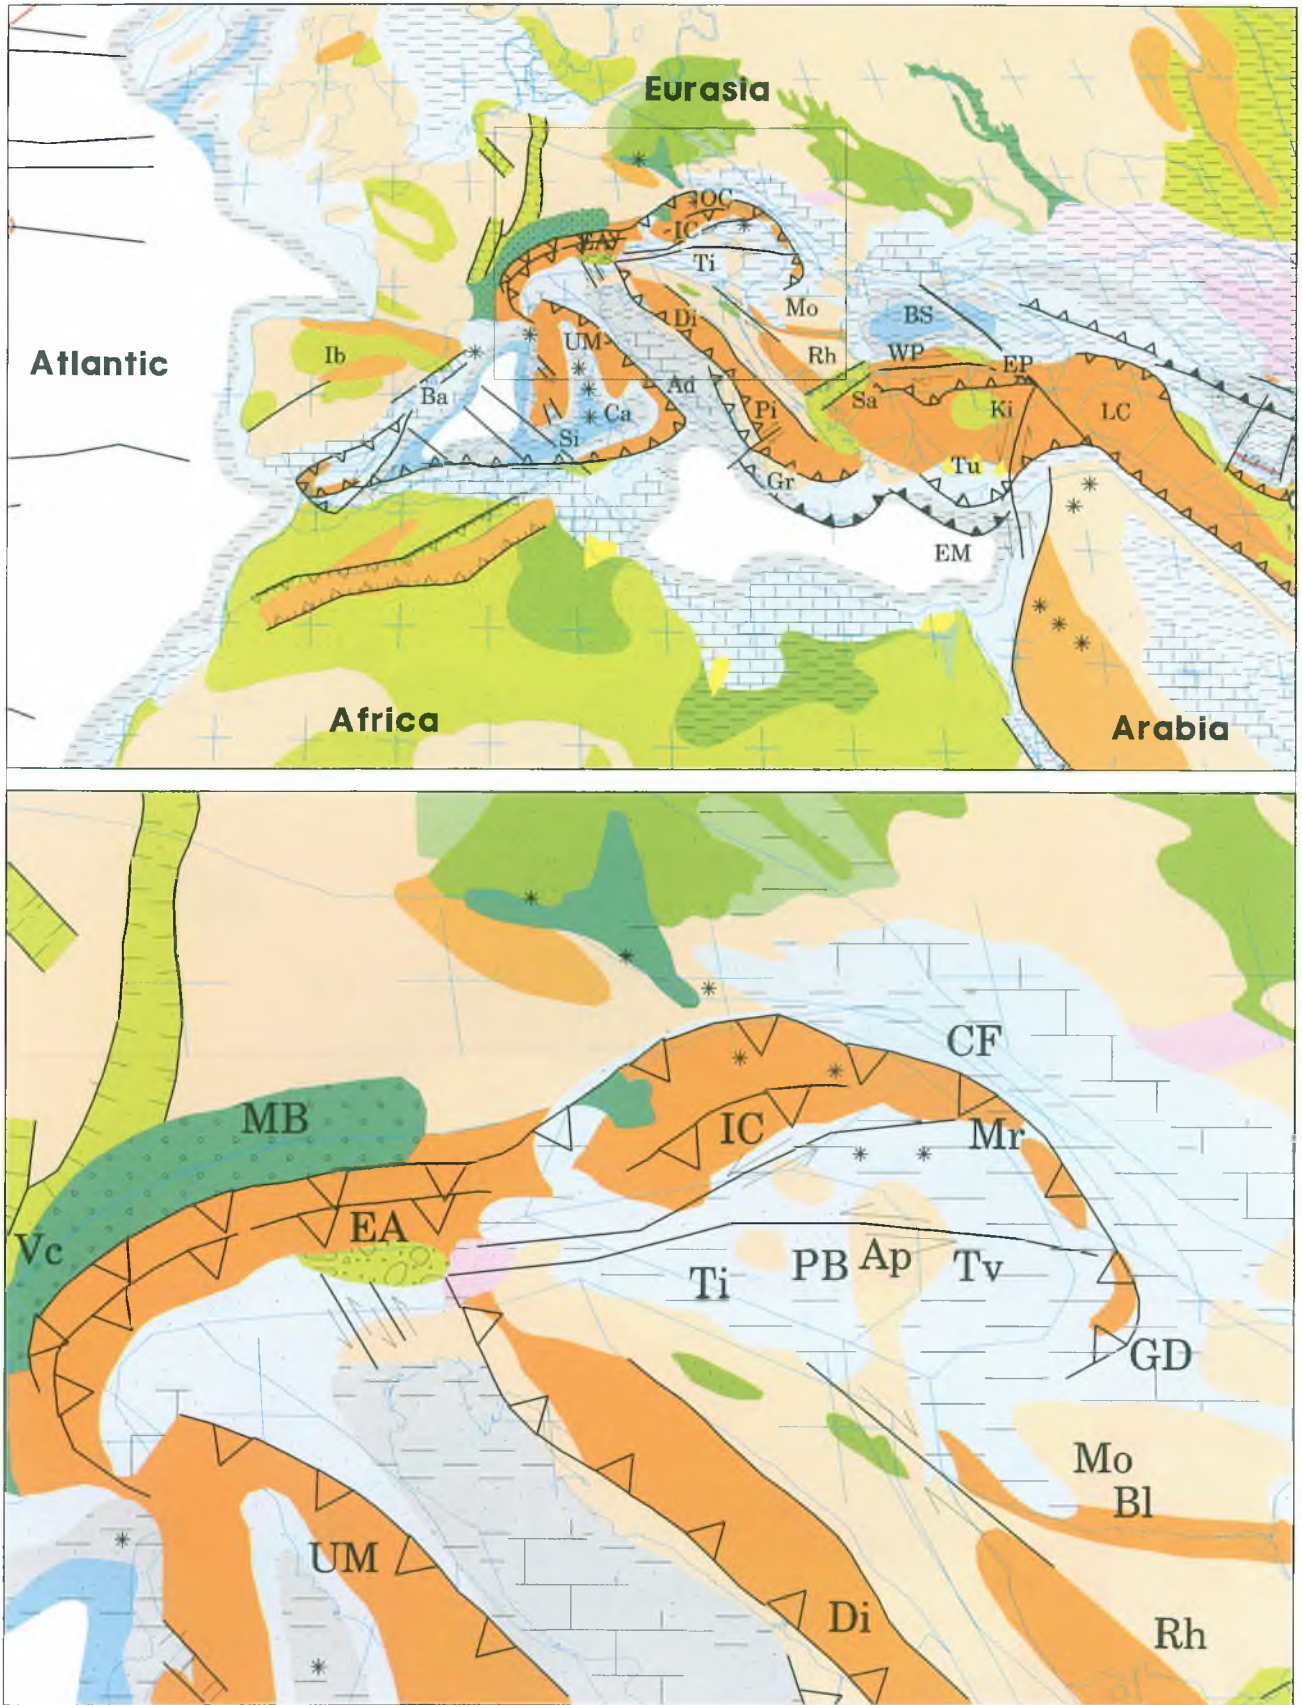 Eurasia
OC
IC
EA
Ti
Mo
BS
Di
UM
Rh
WP
EP
Ib
Atlantic
Ba
Ad
Sa
Ki
LC
Pi
Ca
Si
Tu
Gr
EM
Africa
Arabia
CF
MB
IC
Mr
EA
Vc
Ti
PB
Ap
Tv
GD
Mo
Bl
UM
Di
Rh